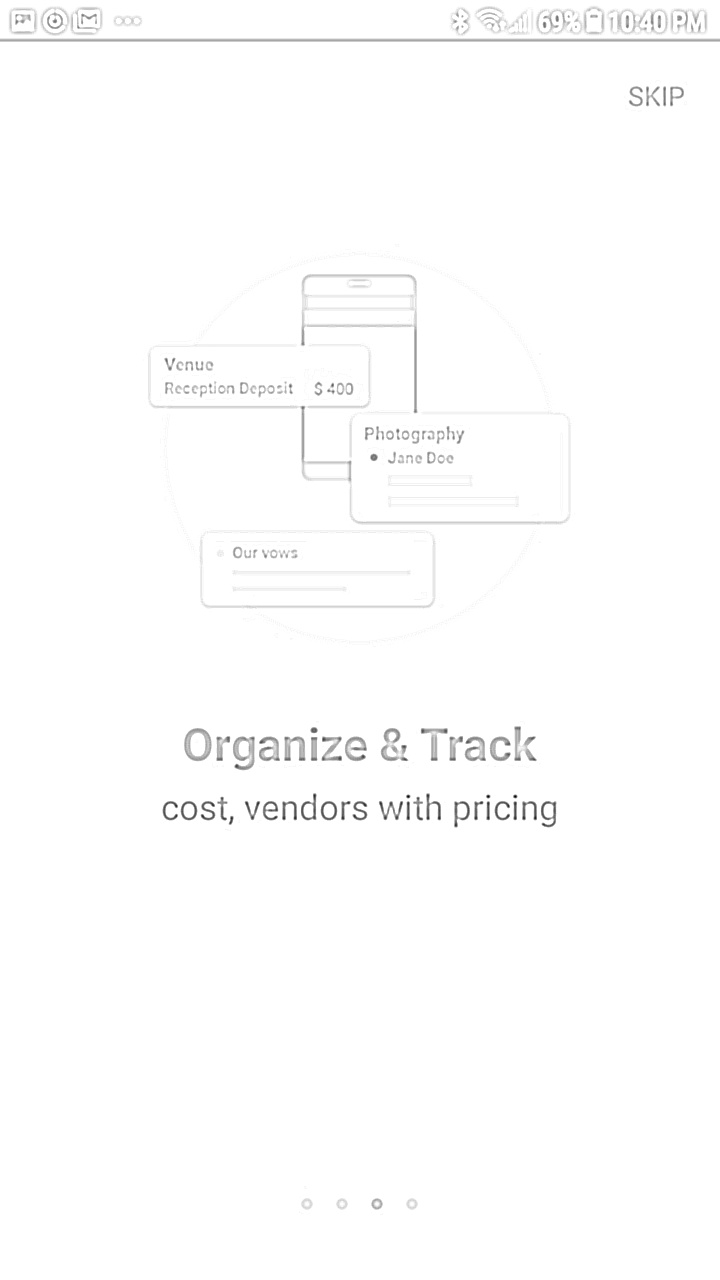 69% 10:40 PM
SKIP
Venue
Reception Deposit $ 400
Photography
Jane Doe
Our vows
Organize & Track
cost, vendors with pricing